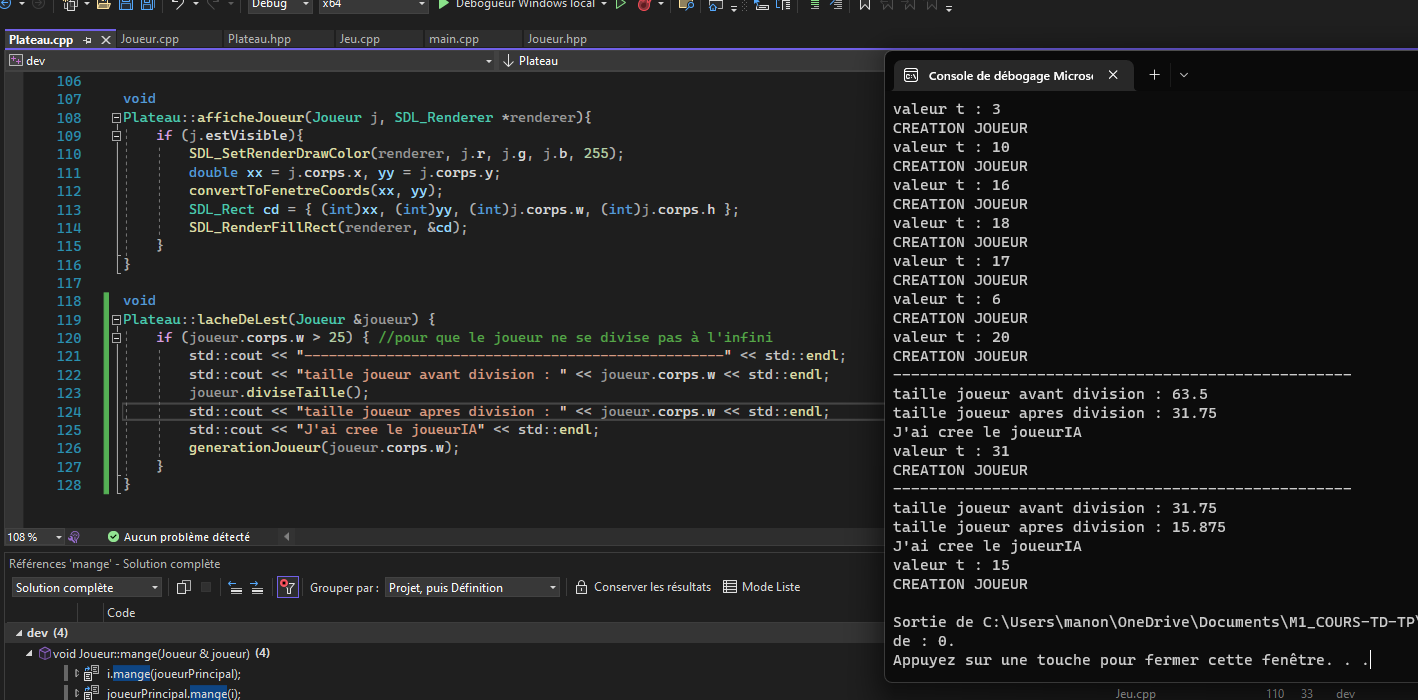 Debug x64 Débogueur Windows local
Plateau.cpp Joueur.cpp Plateau.hpp Jeu.cpp main.cpp Joueur.hpp
dev Plateau
106
107 void
108 Plateau::afficheJoueur(Joueur j, SDL_Renderer *renderer){
109 if (j.estVisible){
110 SDL_SetRenderDrawColor(renderer, j.r, j.g, j.b, 255);
111 double xx = j.corps.x, yy = j.corps.y;
112 convertToFenetreCoords(xx, yy);
113 SDL_Rect cd = { (int)xx, (int)yy, (int)j.corps.w, (int)j.corps.h };
114 SDL_RenderFillRect(renderer, &cd);
115 }
116 }
117
118 void
119 Plateau::lacheDeLest(Joueur &joueur) {
120 if (joueur.corps.w > 25) { //pour que le joueur ne se divise pas à l'infini
121 std::cout << "---------------------------------------------------" << std::endl;
122 std::cout << "taille joueur avant division : " << joueur.corps.w << std::endl;
123 joueur.diviseTaille();
124 std::cout << "taille joueur apres division : " << joueur.corps.w << std::endl;
125 std::cout << "J'ai cree le joueurIA" << std::endl;
126 generationJoueur(joueur.corps.w);
127 }
128 }
108 % Aucun problème détecté
Références 'mange' - Solution complète
Solution complète Grouper par : Projet, puis Définition Conserver les résultats Mode Liste
Code
dev (4)
void Joueur::mange(Joueur & joueur) (4)
i.mange(joueurPrincipal);
joueurPrincipal.mange(i);
Jeu.cpp 110 33 dev
Console de débogage Micros
valeur t : 3
CREATION JOUEUR
valeur t : 10
CREATION JOUEUR
valeur t : 16
CREATION JOUEUR
valeur t : 18
CREATION JOUEUR
valeur t : 17
CREATION JOUEUR
valeur t : 6
CREATION JOUEUR
valeur t : 20
CREATION JOUEUR
---------------------------------------------------
taille joueur avant division : 63.5
taille joueur apres division : 31.75
J'ai cree le joueurIA
valeur t : 31
CREATION JOUEUR
---------------------------------------------------
taille joueur avant division : 31.75
taille joueur apres division : 15.875
J'ai cree le joueurIA
valeur t : 15
CREATION JOUEUR
Sortie de C:\Users\manon\OneDrive\Documents\M1_COURS-TD-TP\
de : 0.
Appuyez sur une touche pour fermer cette fenêtre. . .